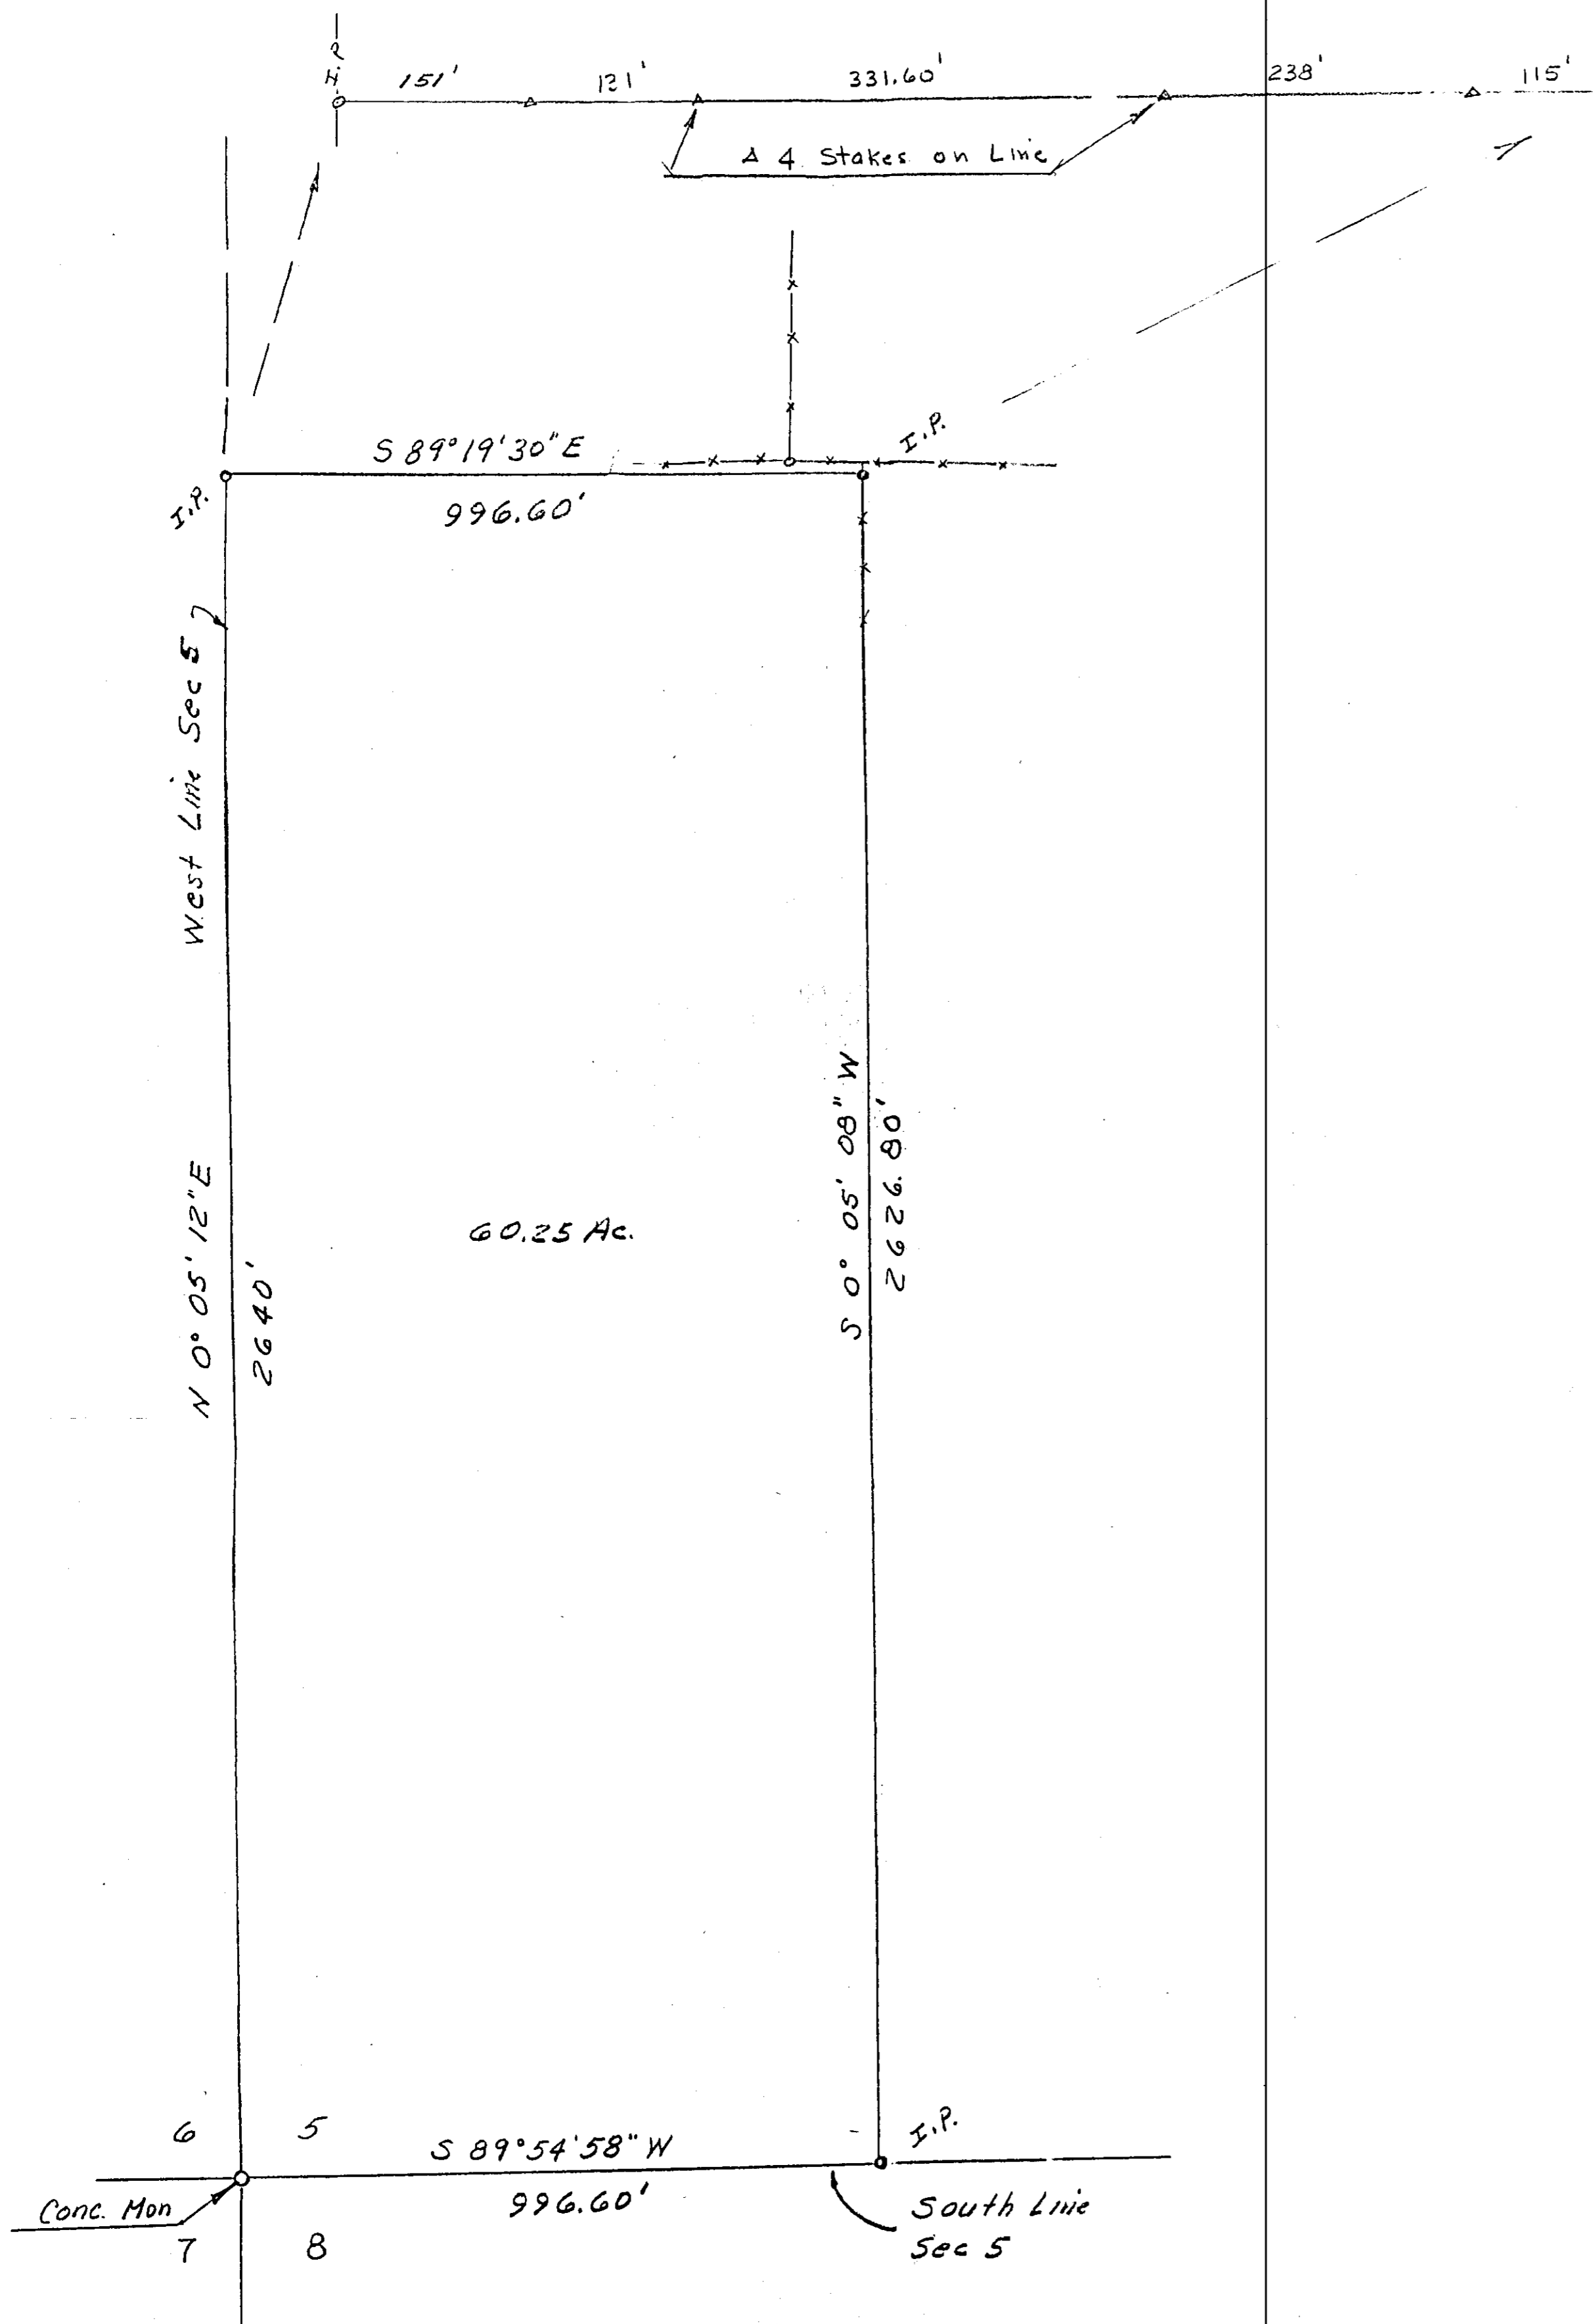 I.P.
151'
131'
331.60'
238'
115'
Δ 4 Stakes on Line
S 89°19'30"E
996.60'
I.P.
I.P.
West Line Sec 5
N 0° 05' 12"E
2640'
60.25 Ac.
S 0° 05' 08" W
2626.80'
6
5
S 89°54'58" W
996.60'
I.P.
Conc. Mon
7
8
South Line
Sec 5